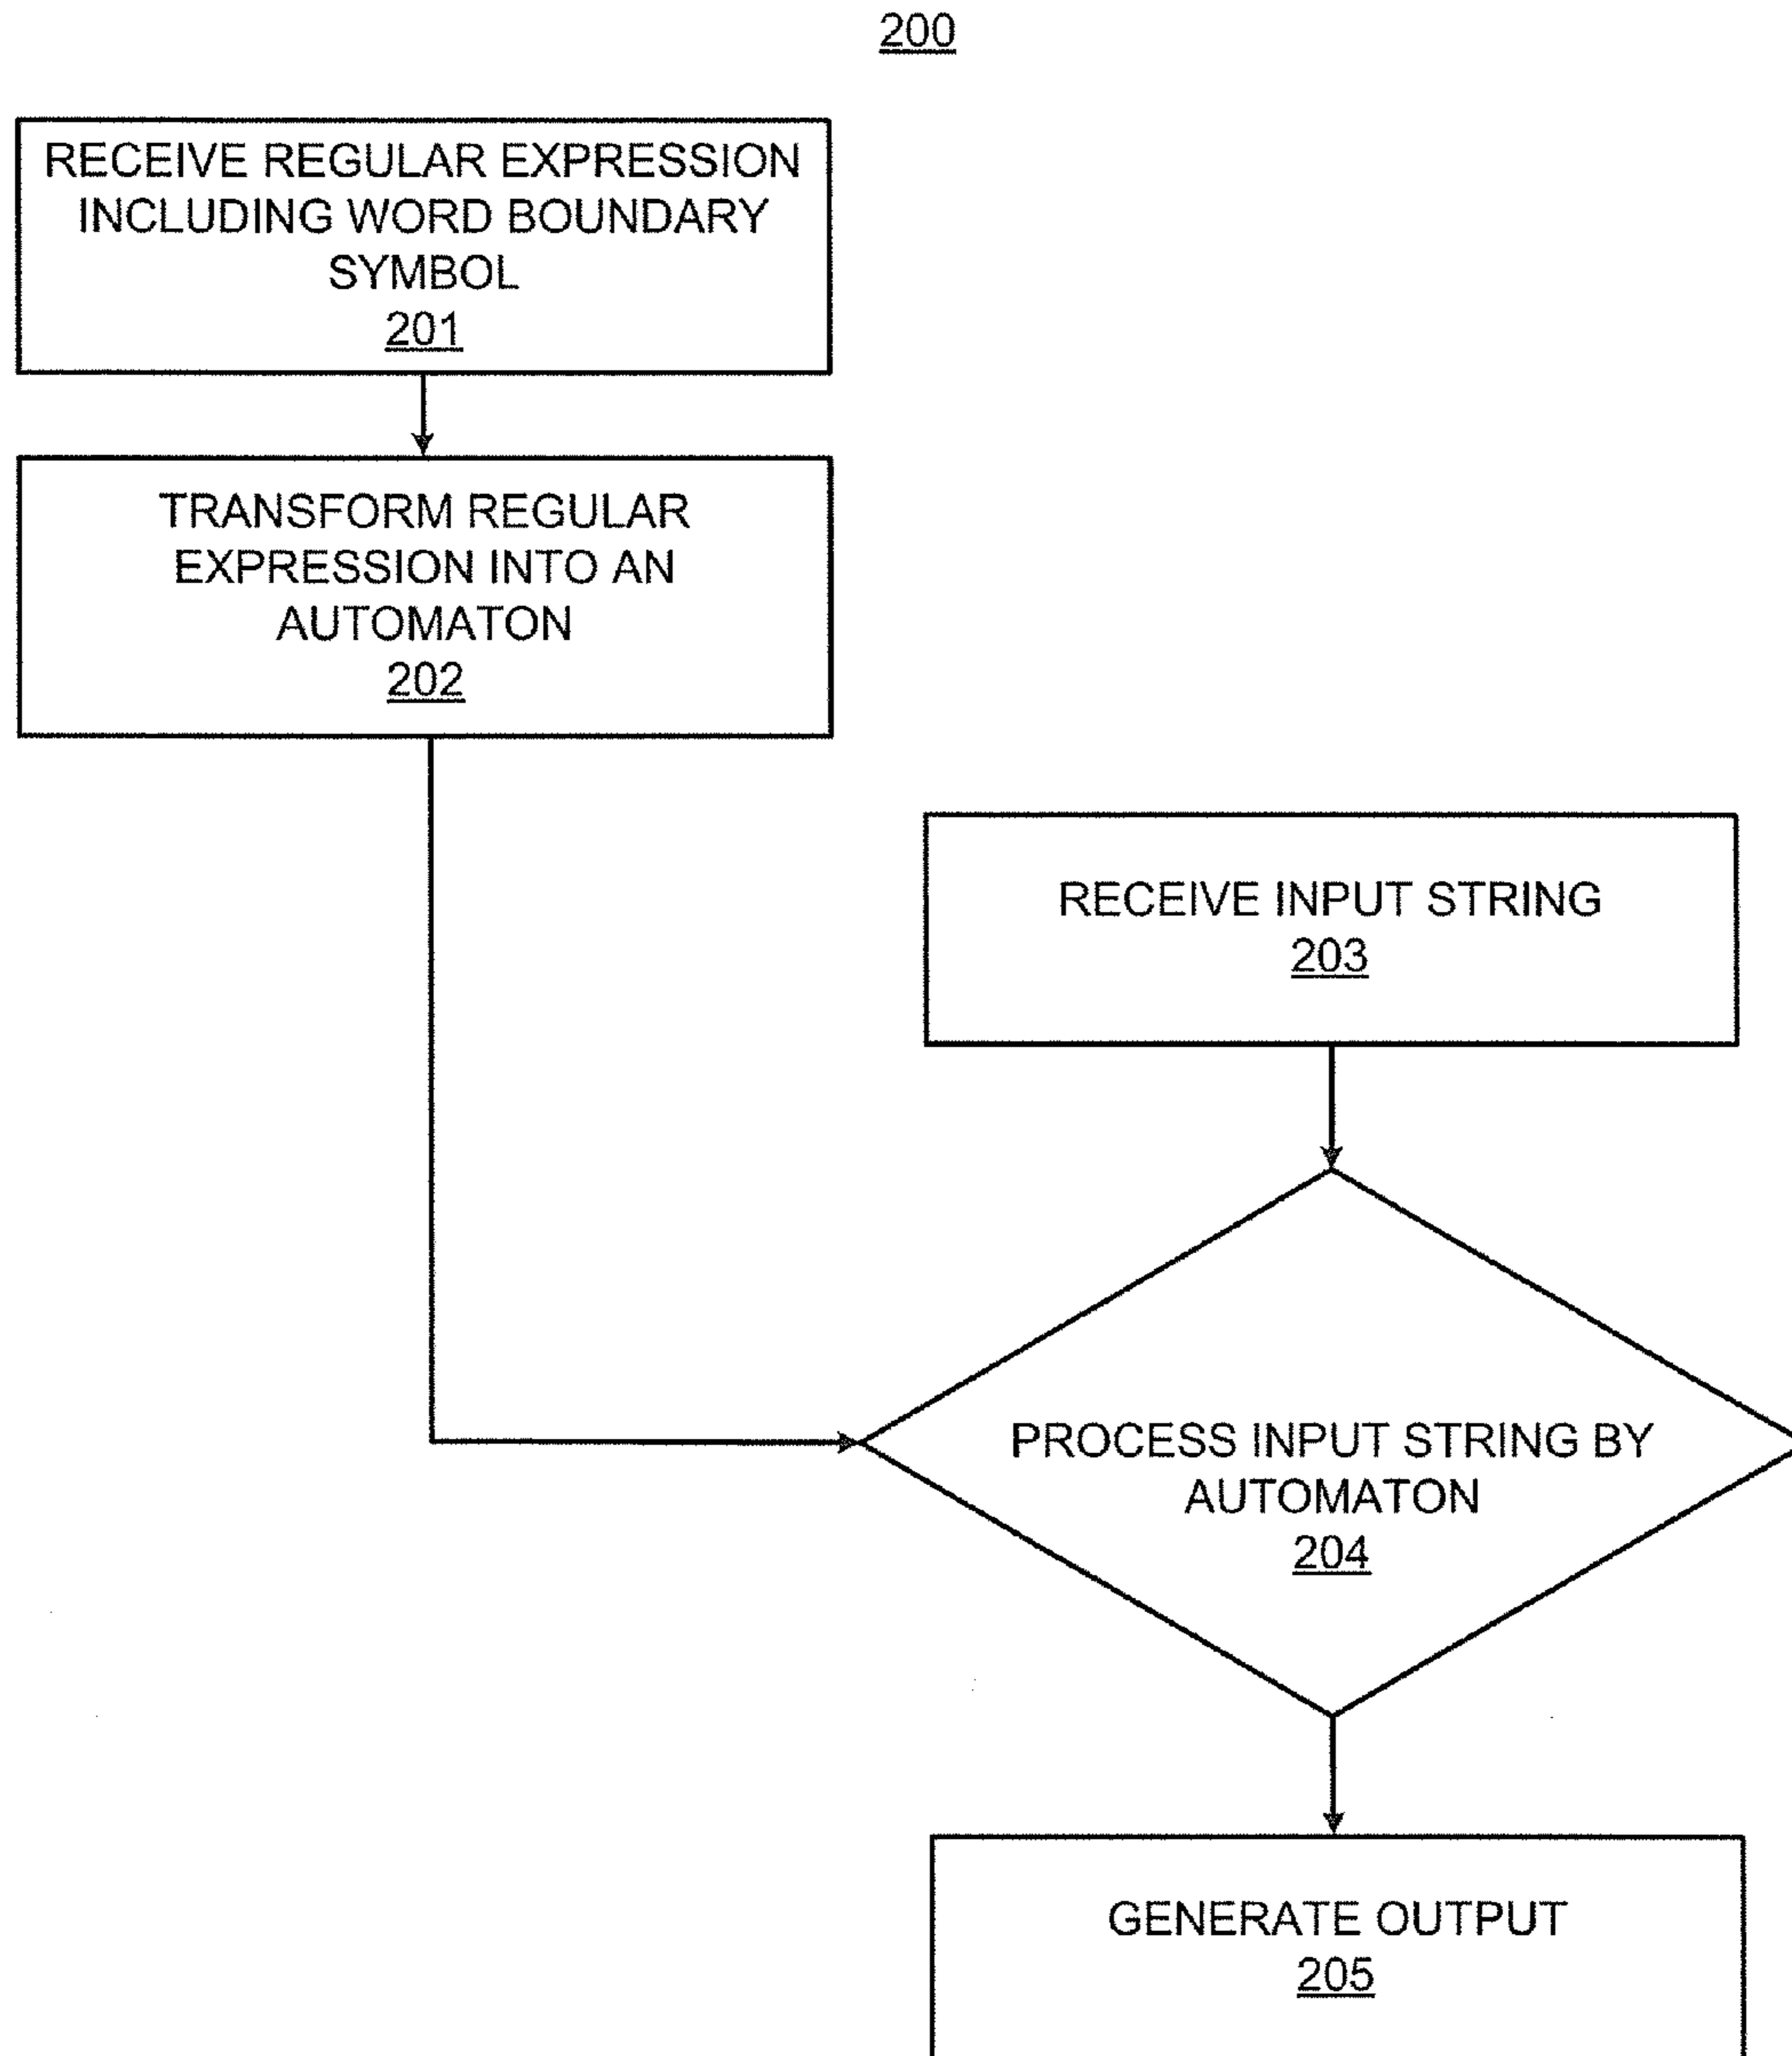 200
RECEIVE REGULAR EXPRESSION
INCLUDING WORD BOUNDARY
SYMBOL
201
TRANSFORM REGULAR
EXPRESSION INTO AN
AUTOMATON
202
RECEIVE INPUT STRING
203
PROCESS INPUT STRING BY
AUTOMATON
204
GENERATE OUTPUT
205